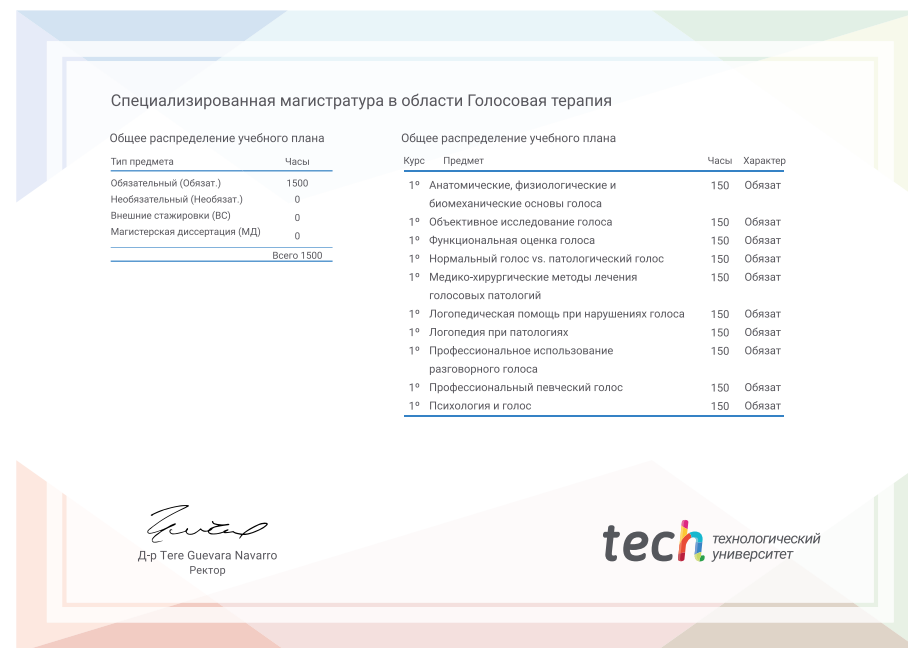 Специализированная магистратура в области Голосовая терапия
Общее распределение учебного плана
Тип предмета Часы
Обязательный (Обязат.) 1500
Необязательный (Необязат.) 0
Внешние стажировки (ВС) 0
Магистерская диссертация (МД) 0
Всего 1500
Общее распределение учебного плана
Курс Предмет Часы Характер
1º Анатомические, физиологические и 150 Обязат
биомеханические основы голоса
1º Объективное исследование голоса 150 Обязат
1º Функциональная оценка голоса 150 Обязат
1º Нормальный голос vs. патологический голос 150 Обязат
1º Медико-хирургические методы лечения 150 Обязат
голосовых патологий
1º Логопедическая помощь при нарушениях голоса 150 Обязат
1º Логопедия при патологиях 150 Обязат
1º Профессиональное использование 150 Обязат
разговорного голоса
1º Профессиональный певческий голос 150 Обязат
1º Психология и голос 150 Обязат
Д-р Tere Guevara Navarro
Ректор
tech технологический
университет